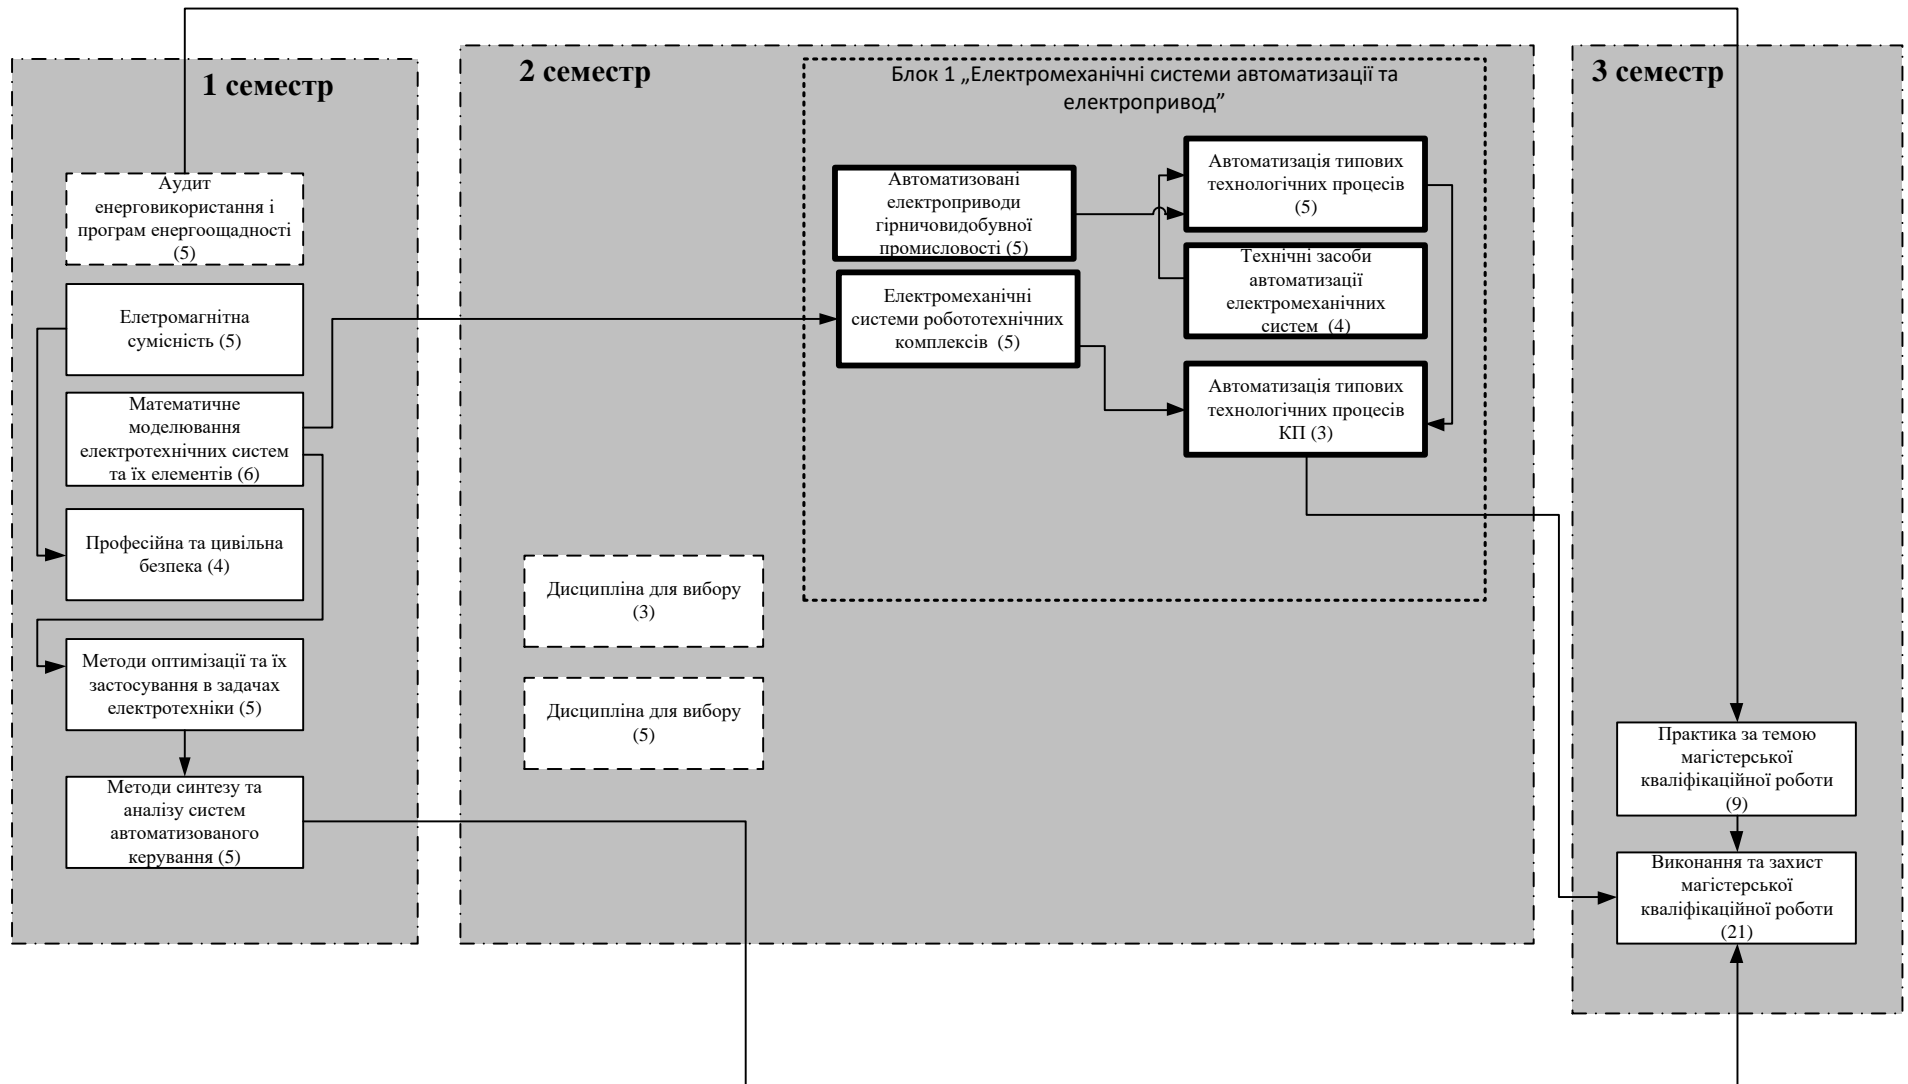 1 семестр
Аудит
енерговикористання і
програм енергоощадності
(5)
Елетромагнітна
сумісність (5)
Математичне
моделювання
електротехнічних систем
та їх елементів (6)
Професійна та цивільна
безпека (4)
Методи оптимізації та їх
застосування в задачах
електротехніки (5)
Методи синтезу та
аналізу систем
автоматизованого
керування (5)
2 семестр
Блок 1 „Електромеханічні системи автоматизації та
електропривод”
Автоматизовані
електроприводи
гірничовидобувної
промисловості (5)
Електромеханічні
системи робототехнічних
комплексів (5)
Автоматизація типових
технологічних процесів
(5)
Технічні засоби
автоматизації
електромеханічних
систем (4)
Автоматизація типових
технологічних процесів
КП (3)
Дисципліна для вибору
(3)
Дисципліна для вибору
(5)
3 семестр
Практика за темою
магістерської
кваліфікаційної роботи
(9)
Виконання та захист
магістерської
кваліфікаційної роботи
(21)